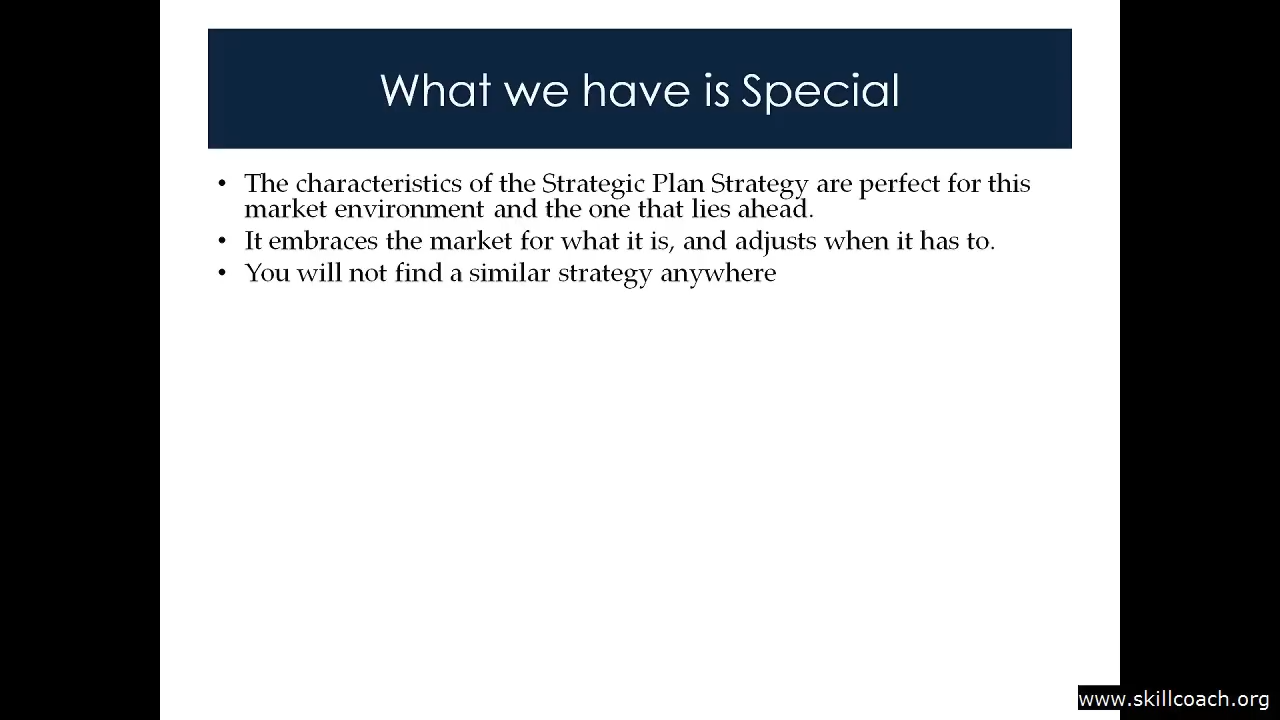 What we have is Special
• The characteristics of the Strategic Plan Strategy are perfect for this
market environment and the one that lies ahead.
• It embraces the market for what it is, and adjusts when it has to.
• You will not find a similar strategy anywhere
www.skillcoach.org